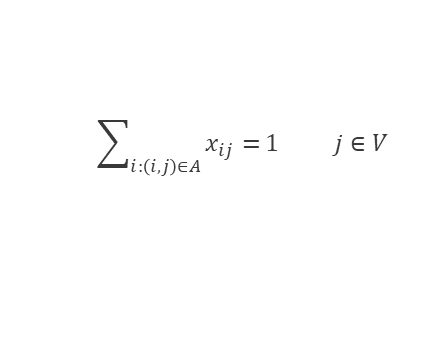 ∑_{i:(i,j)∈A} x_{ij} = 1 j ∈ V